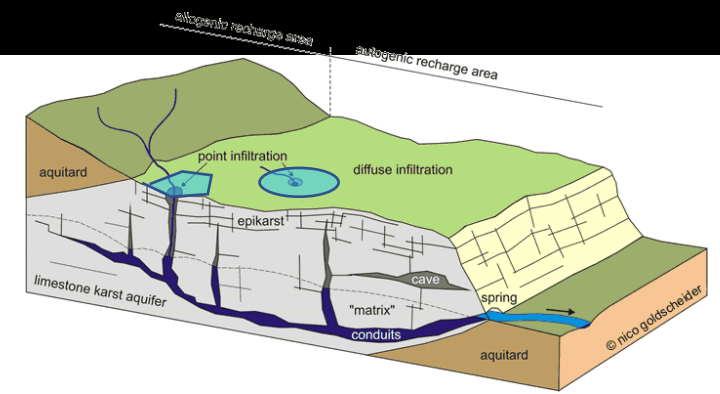 allogenic recharge area
autogenic recharge area
point infiltration
diffuse infiltration
aquitard
epikarst
cave
limestone karst aquifer
"matrix"
spring
conduits
aquitard
© nico goldscheider